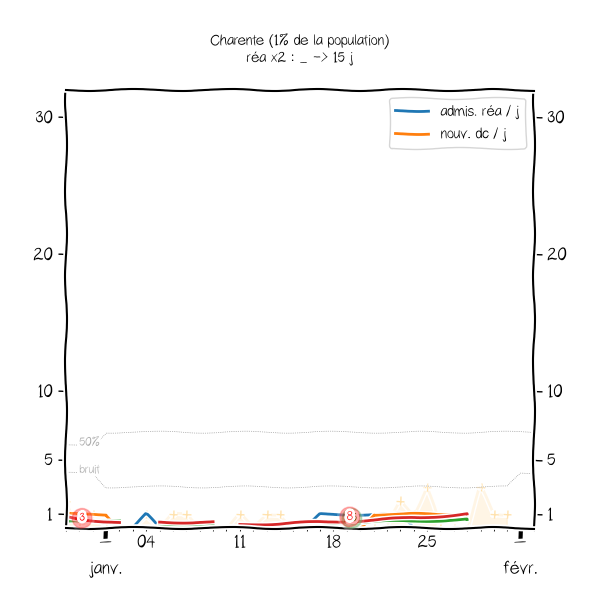 Charente (1% de la population)
réa x2 : _ -> 15 j
admis. réa / j
nouv. dc / j
30
30
20
20
10
10
50%
5
5
bruit
1
3
8
1
04
11
18
25
janv.
févr.